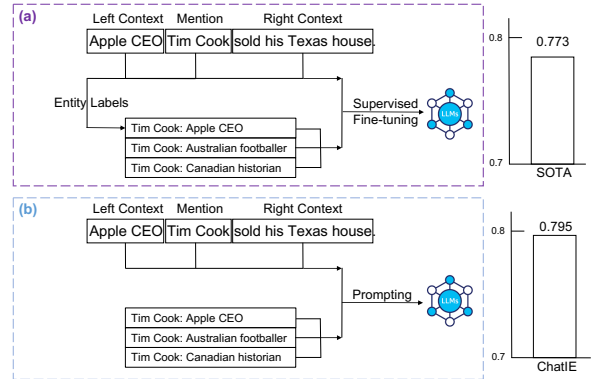 (a)
Left Context Mention Right Context
Apple CEO Tim Cook sold his Texas house.
Entity Labels
Tim Cook: Apple CEO
Tim Cook: Australian footballer
Tim Cook: Canadian historian
Supervised
Fine-tuning
LLMs
0.8
0.773
0.7
SOTA
(b)
Left Context Mention Right Context
Apple CEO Tim Cook sold his Texas house.
Tim Cook: Apple CEO
Tim Cook: Australian footballer
Tim Cook: Canadian historian
Prompting
LLMs
0.8
0.795
0.7
ChatIE